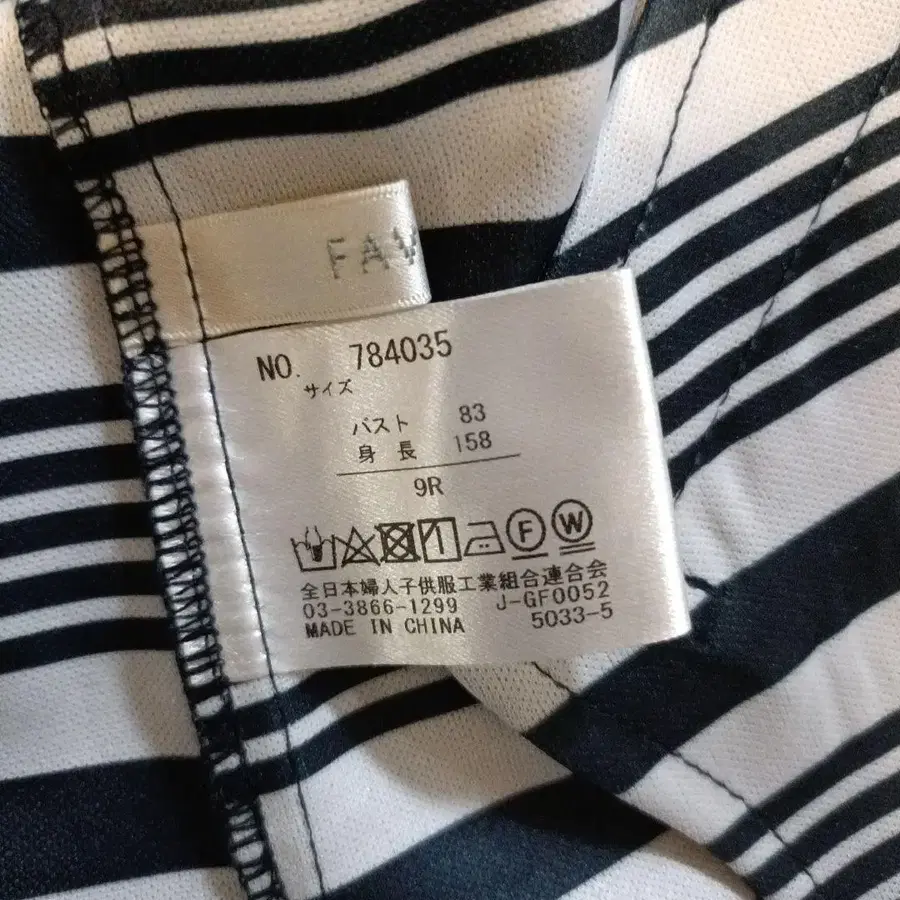 FAV
NO. 784035
サイズ
バスト 83
身長 158
9R
F W
全日本婦人子供服工業組合連合会
03-3866-1299 J-GF0052
MADE IN CHINA 5033-5